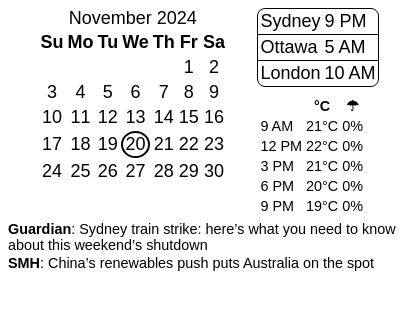 November 2024
Su Mo Tu We Th Fr Sa
1 2
3 4 5 6 7 8 9
10 11 12 13 14 15 16
17 18 19 20 21 22 23
24 25 26 27 28 29 30
Sydney 9 PM
Ottawa 5 AM
London 10 AM
°C ☂
9 AM 21°C 0%
12 PM 22°C 0%
3 PM 21°C 0%
6 PM 20°C 0%
9 PM 19°C 0%
Guardian: Sydney train strike: here’s what you need to know
about this weekend’s shutdown
SMH: China’s renewables push puts Australia on the spot